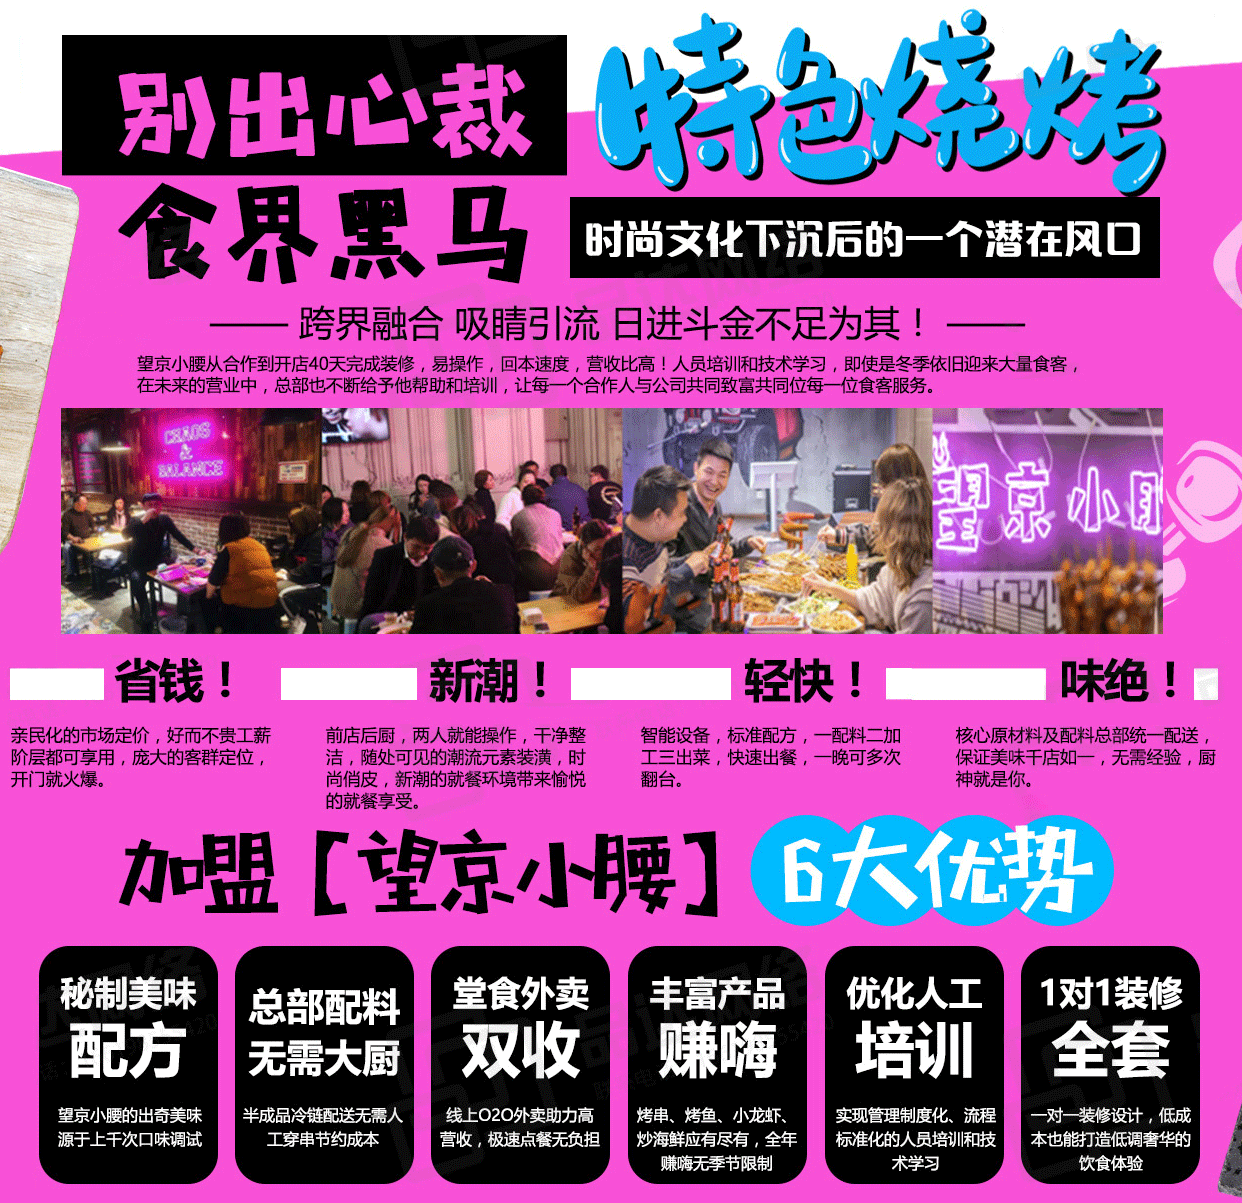 别出心裁
特色烧烤
食界黑马
时尚文化下沉后的一个潜在风口
跨界融合 吸睛引流 日进斗金不足为其！
望京小腰从合作到开店40天完成装修，易操作，回本速度，营收比高！人员培训和技术学习，即使是冬季依旧迎来大量食客，
在未来的营业中，总部也不断给予他帮助和培训，让每一个合作人与公司共同致富共同位每一位食客服务。
CHAOS
&
BALANCE
望京小腰
省钱！
亲民化的市场定价，好而不贵工薪
阶层都可享用，庞大的客群定位，
开门就火爆。
新潮！
前店后厨，两人就能操作，干净整
洁，随处可见的潮流元素装潢，时
尚俏皮，新潮的就餐环境带来愉悦
的就餐享受。
轻快！
智能设备，标准配方，一配料二加
工三出菜，快速出餐，一晚可多次
翻台。
味绝！
核心原材料及配料总部统一配送，
保证美味千店如一，无需经验，厨
神就是你。
加盟【望京小腰】6大优势
秘制美味
配方
望京小腰的出奇美味
源于上千次口味调试
总部配料
无需大厨
半成品冷链配送无需人
工穿串节约成本
堂食外卖
双收
线上O2O外卖助力高
营收，极速点餐无负担
丰富产品
赚嗨
烤串、烤鱼、小龙虾、
炒海鲜应有尽有，全年
赚嗨无季节限制
优化人工
培训
实现管理制度化、流程
标准化的人员培训和技
术学习
1对1装修
全套
一对一装修设计，低成
本也能打造低调奢华的
饮食体验